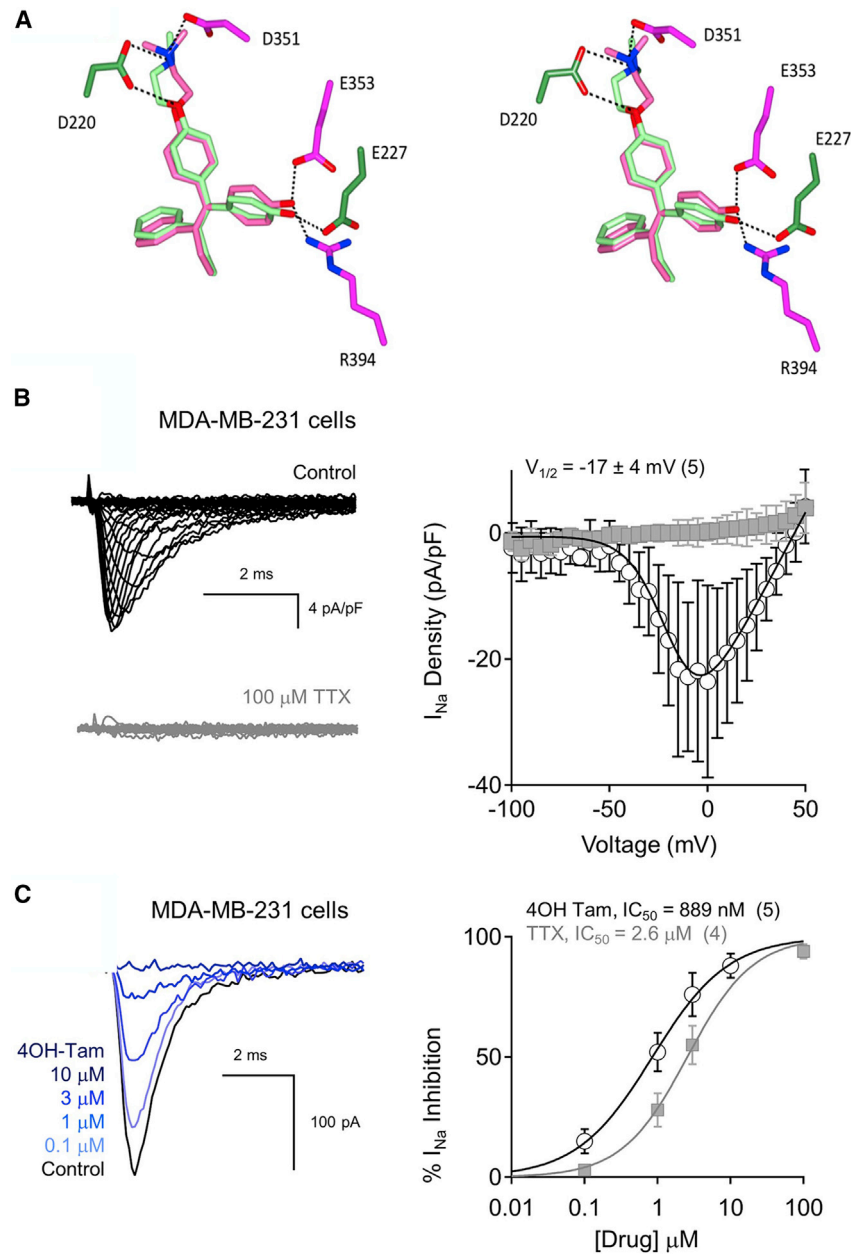 A
D351
E353
D220
E227
R394
D351
E353
D220
E227
R394
B
MDA-MB-231 cells
Control
2 ms
4 pA/pF
100 μM TTX
V1/2 = -17 ± 4 mV (5)
0
-20
-40
I Na Density (pA/pF)
-100
-50
0
50
Voltage (mV)
C
MDA-MB-231 cells
4OH-Tam
10 μM
3 μM
1 μM
0.1 μM
Control
2 ms
100 pA
4OH Tam, IC50 = 889 nM (5)
TTX, IC50 = 2.6 μM (4)
100
50
0
% I Na Inhibition
0.01
0.1
1
10
100
[Drug] μM